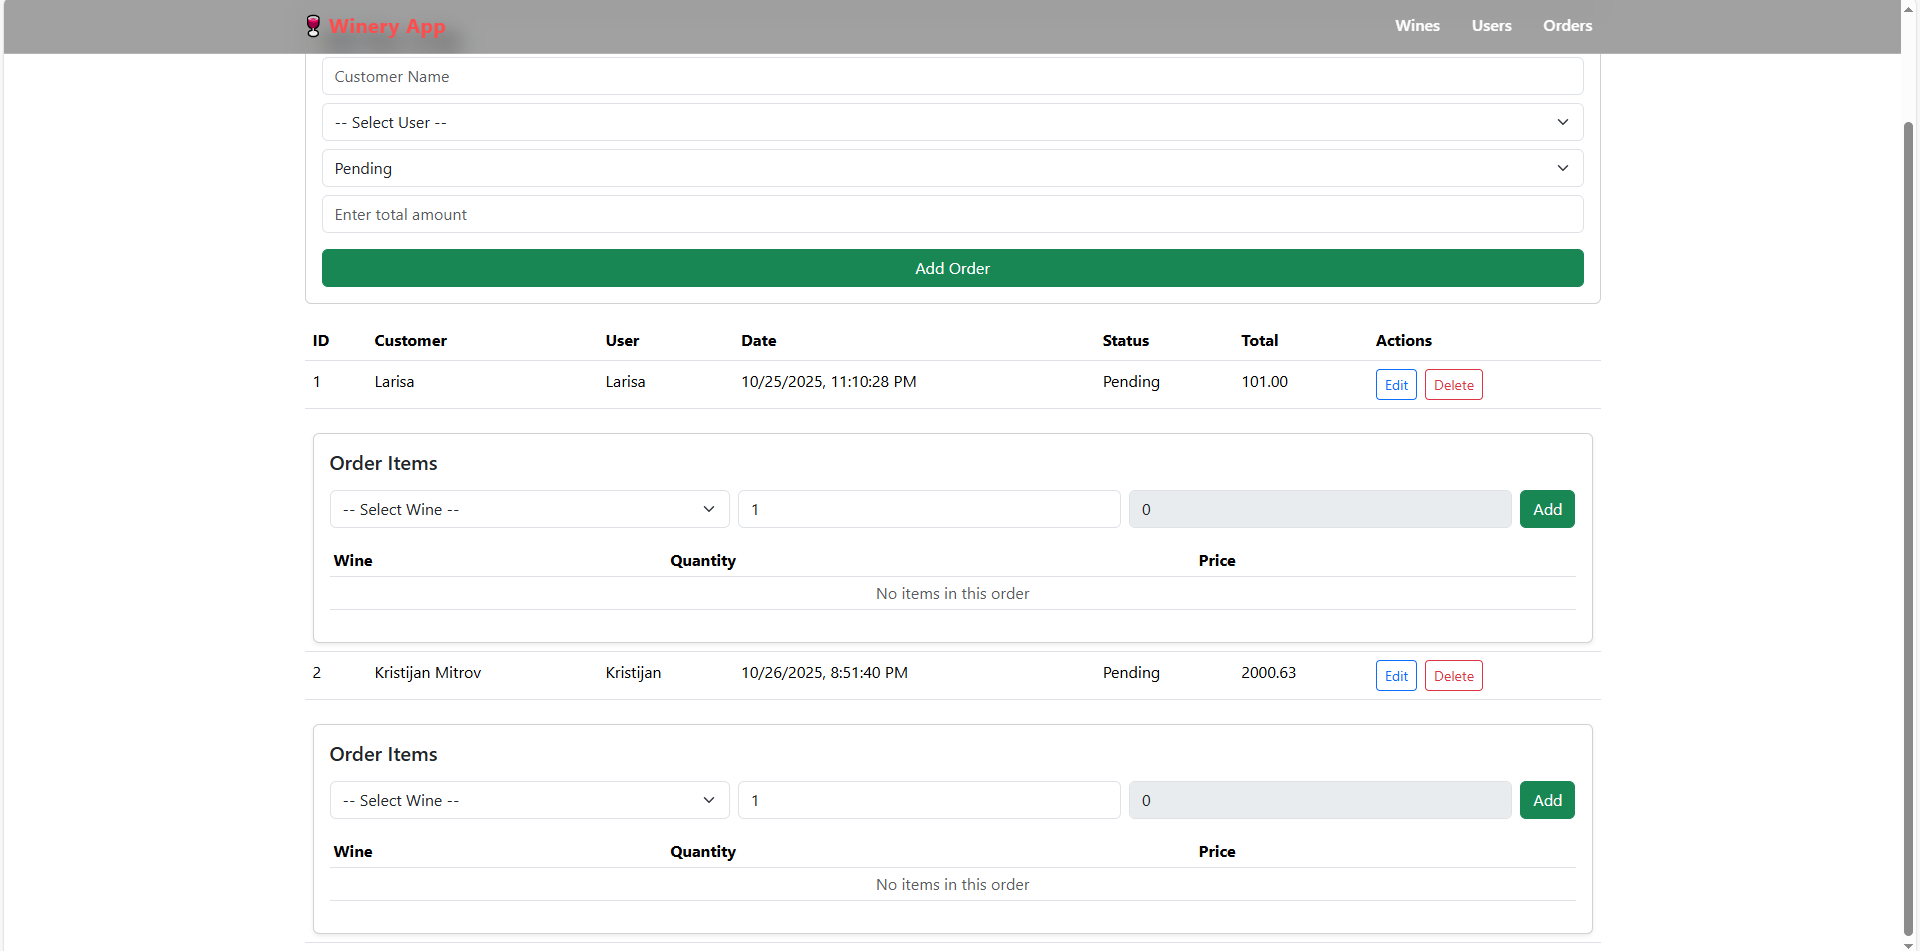 Winery App Wines Users Orders
Customer Name
-- Select User --
Pending
Enter total amount
Add Order
ID Customer User Date Status Total Actions
1 Larisa Larisa 10/25/2025, 11:10:28 PM Pending 101.00 Edit Delete
Order Items
-- Select Wine -- 1 0 Add
Wine Quantity Price
No items in this order
2 Kristijan Mitrov Kristijan 10/26/2025, 8:51:40 PM Pending 2000.63 Edit Delete
Order Items
-- Select Wine -- 1 0 Add
Wine Quantity Price
No items in this order